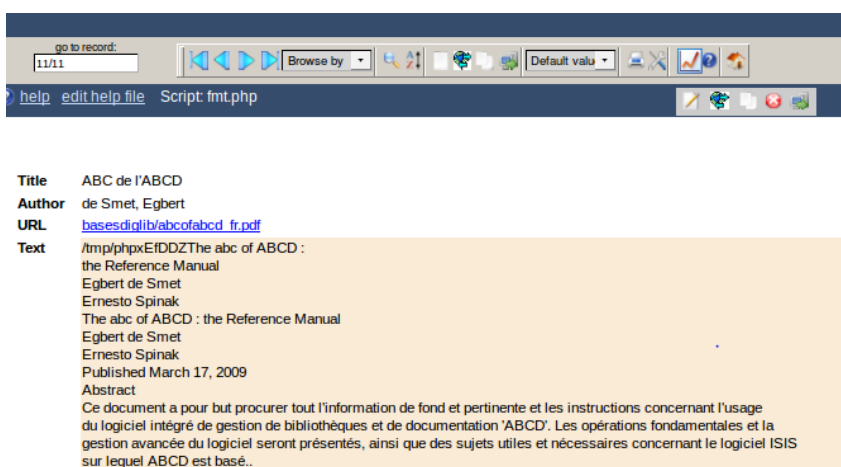 go to record:
11/11
Browse by
Default valu
help edit help file Script: fmt.php
Title ABC de l'ABCD
Author de Smet, Egbert
URL basesdiglib/abcofabcd_fr.pdf
Text /tmp/phpxEfDDZThe abc of ABCD :
the Reference Manual
Egbert de Smet
Ernesto Spinak
The abc of ABCD : the Reference Manual
Egbert de Smet
Ernesto Spinak
Published March 17, 2009
Abstract
Ce document a pour but procurer tout l'information de fond et pertinente et les instructions concernant l'usage
du logiciel intégré de gestion de bibliothèques et de documentation 'ABCD'. Les opérations fondamentales et la
gestion avancée du logiciel seront présentés, ainsi que des sujets utiles et nécessaires concernant le logiciel ISIS
sur lequel ABCD est basé..